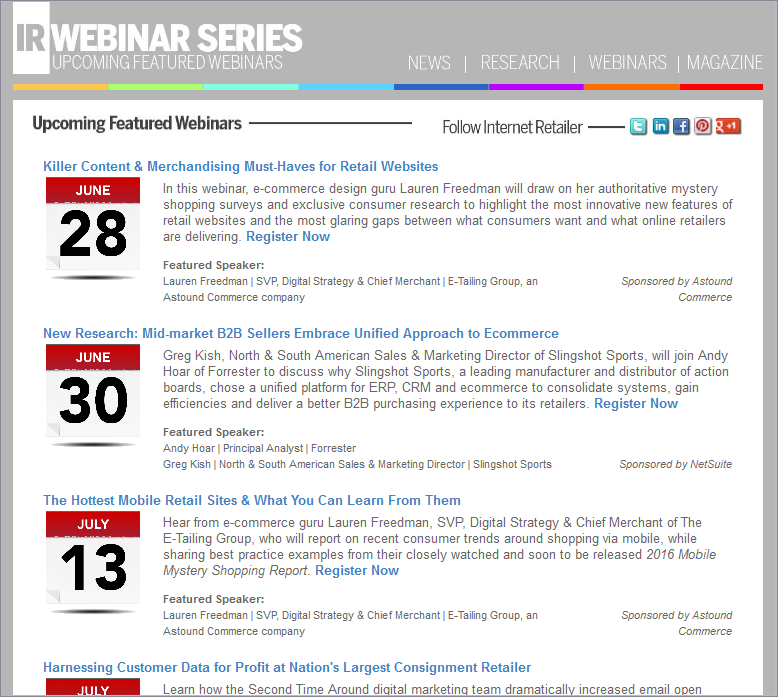 IR WEBINAR SERIES
UPCOMING FEATURED WEBINARS
NEWS | RESEARCH | WEBINARS | MAGAZINE
Upcoming Featured Webinars
Follow Internet Retailer
Killer Content & Merchandising Must-Haves for Retail Websites
JUNE
28
In this webinar, e-commerce design guru Lauren Freedman will draw on her authoritative mystery
shopping surveys and exclusive consumer research to highlight the most innovative new features of
retail websites and the most glaring gaps between what consumers want and what online retailers
are delivering. Register Now
Featured Speaker:
Lauren Freedman | SVP, Digital Strategy & Chief Merchant | E-Tailing Group, an
Astound Commerce company
Sponsored by Astound
Commerce
New Research: Mid-market B2B Sellers Embrace Unified Approach to Ecommerce
JUNE
30
Greg Kish, North & South American Sales & Marketing Director of Slingshot Sports, will join Andy
Hoar of Forrester to discuss why Slingshot Sports, a leading manufacturer and distributor of action
boards, chose a unified platform for ERP, CRM and ecommerce to consolidate systems, gain
efficiencies and deliver a better B2B purchasing experience to its retailers. Register Now
Featured Speaker:
Andy Hoar | Principal Analyst | Forrester
Greg Kish | North & South American Sales & Marketing Director | Slingshot Sports
Sponsored by NetSuite
The Hottest Mobile Retail Sites & What You Can Learn From Them
JULY
13
Hear from e-commerce guru Lauren Freedman, SVP, Digital Strategy & Chief Merchant of The
E-Tailing Group, who will report on recent consumer trends around shopping via mobile, while
sharing best practice examples from their closely watched and soon to be released 2016 Mobile
Mystery Shopping Report. Register Now
Featured Speaker:
Lauren Freedman | SVP, Digital Strategy & Chief Merchant | E-Tailing Group, an
Astound Commerce company
Sponsored by Astound
Commerce
Harnessing Customer Data for Profit at Nation's Largest Consignment Retailer
JULY
Learn how the Second Time Around digital marketing team dramatically increased email open